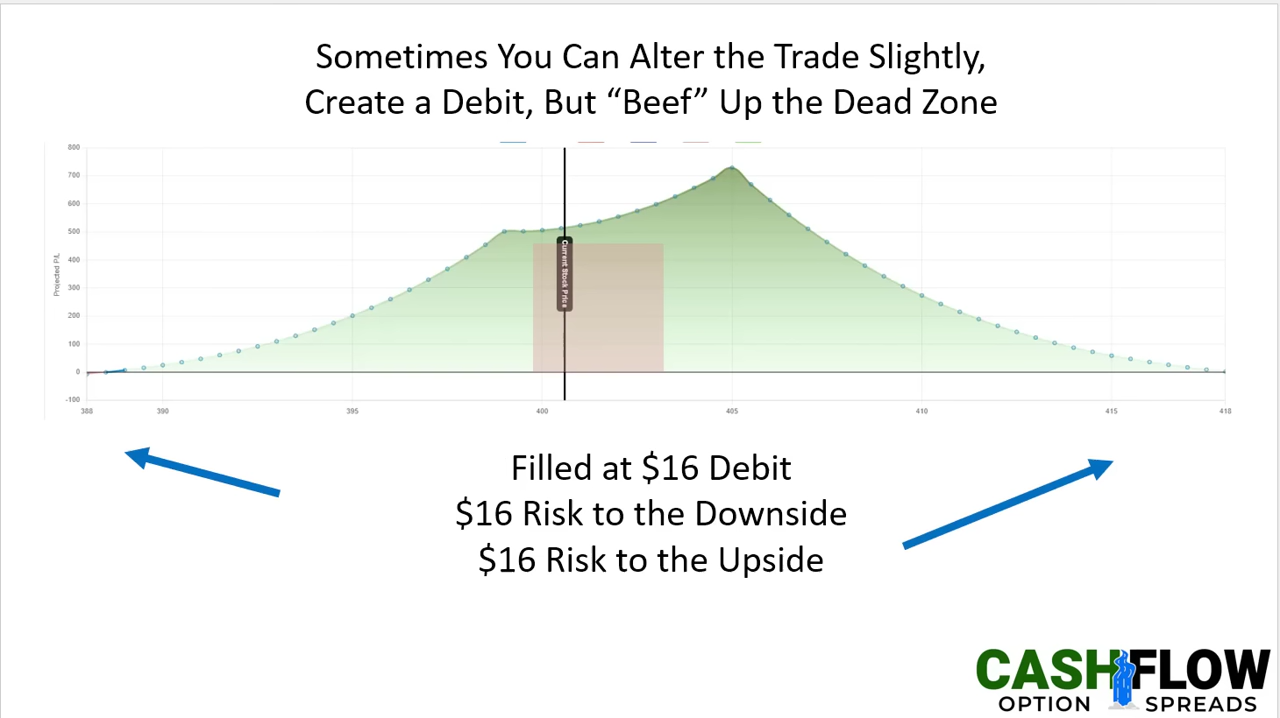 Sometimes You Can Alter the Trade Slightly,
Create a Debit, But “Beef” Up the Dead Zone
800
700
600
500
400
300
200
100
0
-100
Projected P/L
Current Stock Price
388 390 395 400 405 410 415 418
Filled at $16 Debit
$16 Risk to the Downside
$16 Risk to the Upside
CASHFLOW
OPTION SPREADS